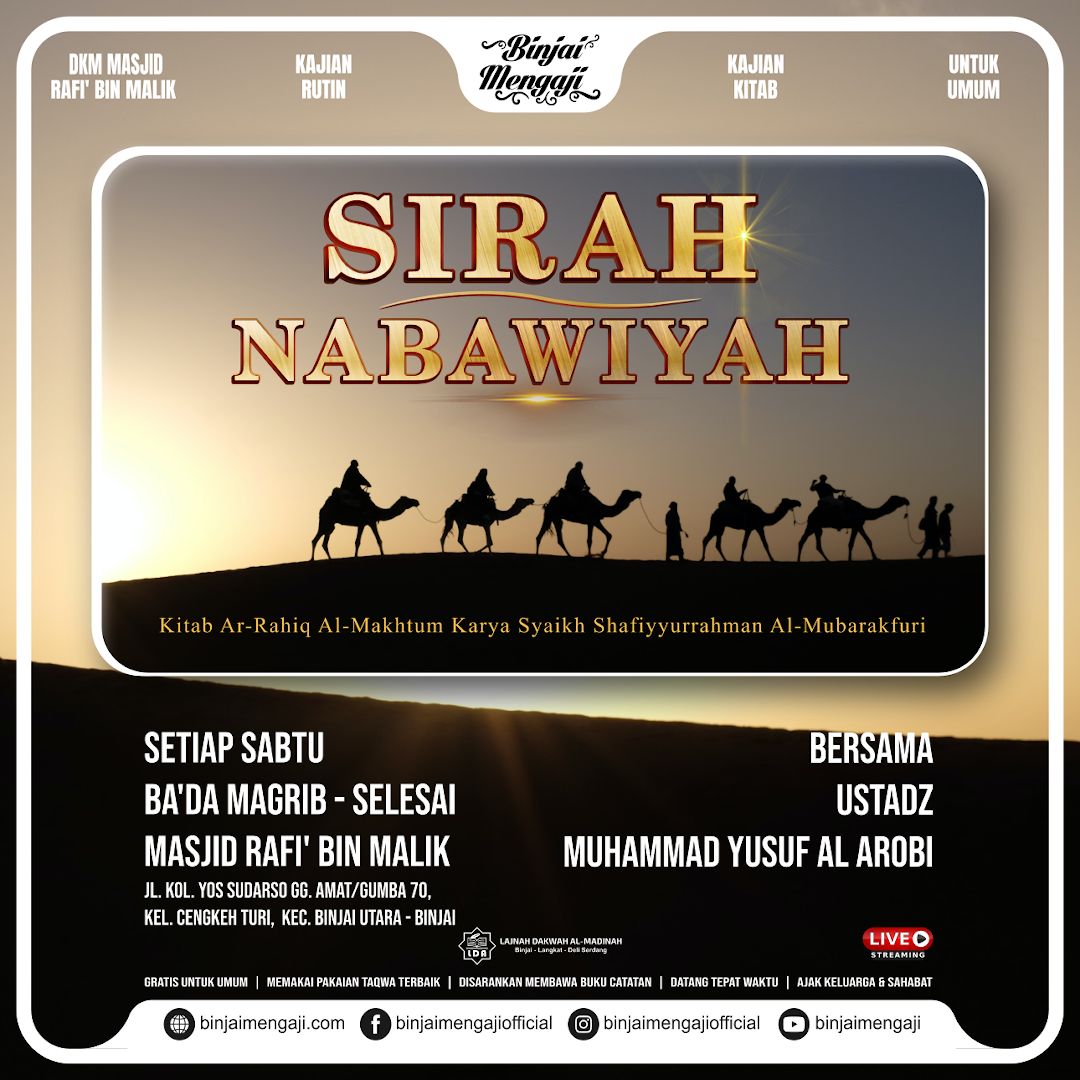 DKM MASJID
RAFI' BIN MALIK
KAJIAN
RUTIN
Binjai
Mengaji
KAJIAN
KITAB
UNTUK
UMUM
SIRAH
NABAWIYAH
Kitab Ar-Rahiq Al-Makhtum Karya Syaikh Shafiyyurrahman Al-Mubarakfuri
SETIAP SABTU
BA'DA MAGRIB - SELESAI
MASJID RAFI' BIN MALIK
JL. KOL. YOS SUDARSO GG. AMAT/GUMBA 70,
KEL. CENGKEH TURI, KEC. BINJAI UTARA - BINJAI
BERSAMA
USTADZ
MUHAMMAD YUSUF AL AROBI
LDA
LAJNAH DAKWAH AL-MADINAH
Binjai - Langkat - Deli Serdang
LIVE
STREAMING
GRATIS UNTUK UMUM | MEMAKAI PAKAIAN TAQWA TERBAIK | DISARANKAN MEMBAWA BUKU CATATAN | DATANG TEPAT WAKTU | AJAK KELUARGA & SAHABAT
binjaimengaji.com binjaimengajiofficial binjaimengajiofficial binjaimengaji